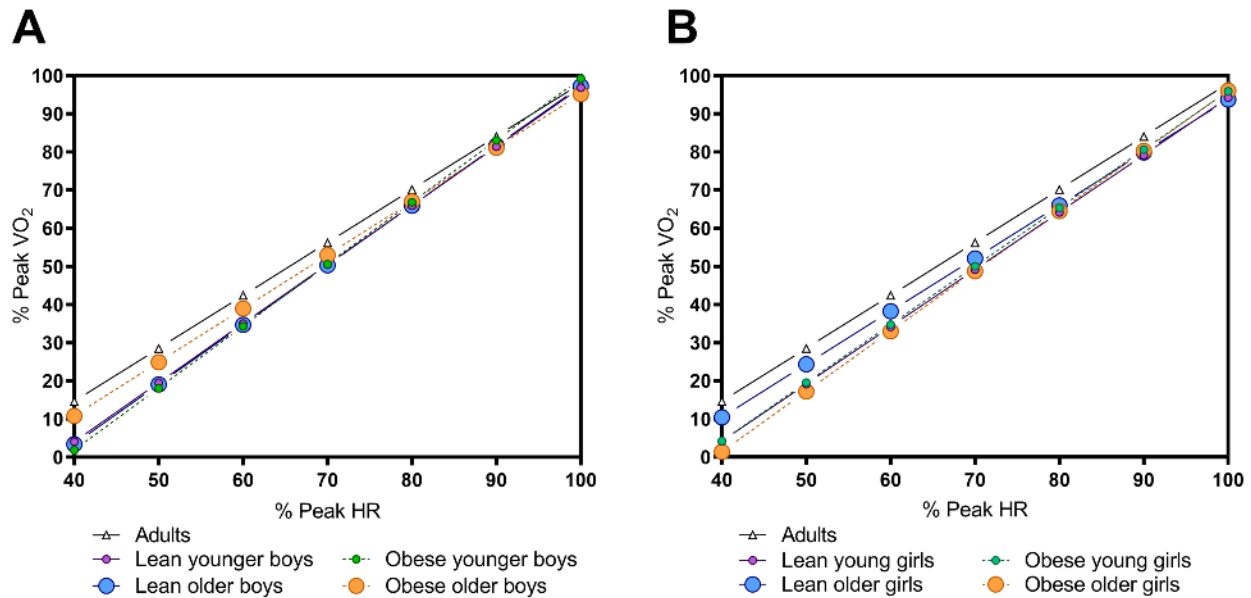 A
100
90
80
70
60
50
40
30
20
10
0
% Peak VO2
40 50 60 70 80 90 100
% Peak HR
Adults
Lean younger boys
Obese younger boys
Lean older boys
Obese older boys
B
100
90
80
70
60
50
40
30
20
10
0
% Peak VO2
40 50 60 70 80 90 100
% Peak HR
Adults
Lean young girls
Obese young girls
Lean older girls
Obese older girls